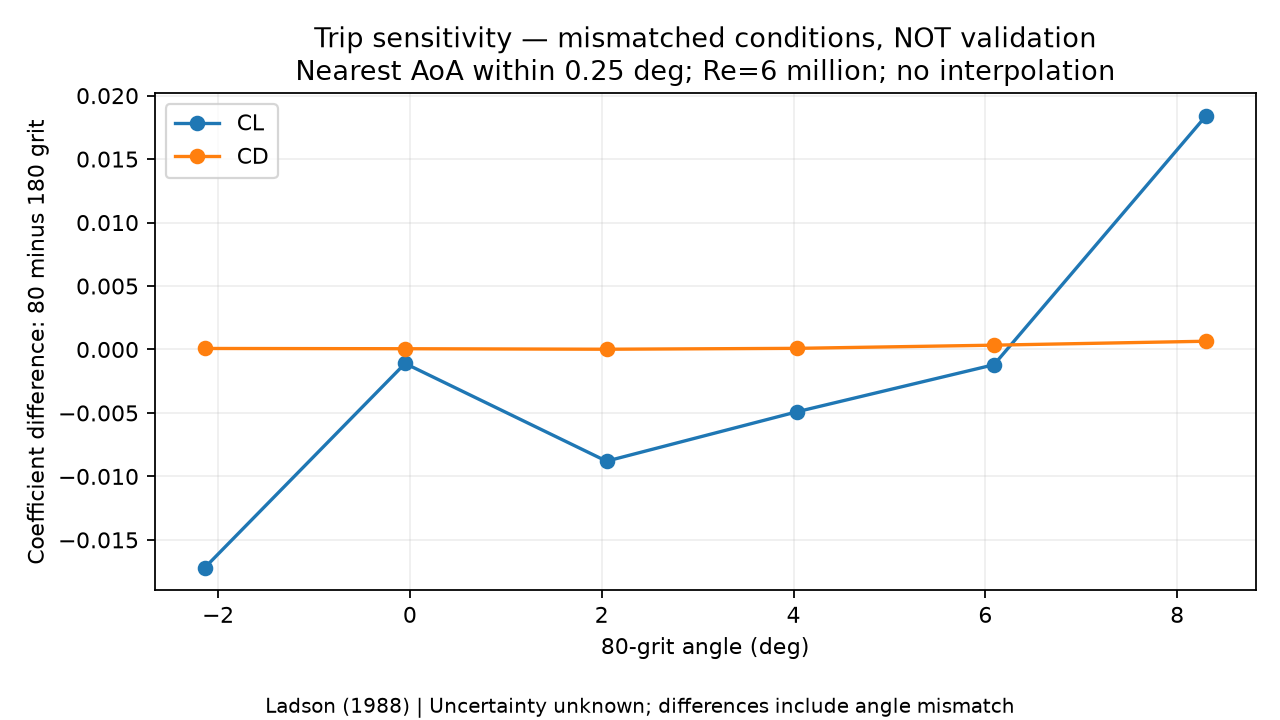 Trip sensitivity — mismatched conditions, NOT validation
Nearest AoA within 0.25 deg; Re=6 million; no interpolation
CL
CD
Coefficient difference: 80 minus 180 grit
0.020
0.015
0.010
0.005
0.000
−0.005
−0.010
−0.015
−2
0
2
4
6
8
80-grit angle (deg)
Ladson (1988) | Uncertainty unknown; differences include angle mismatch